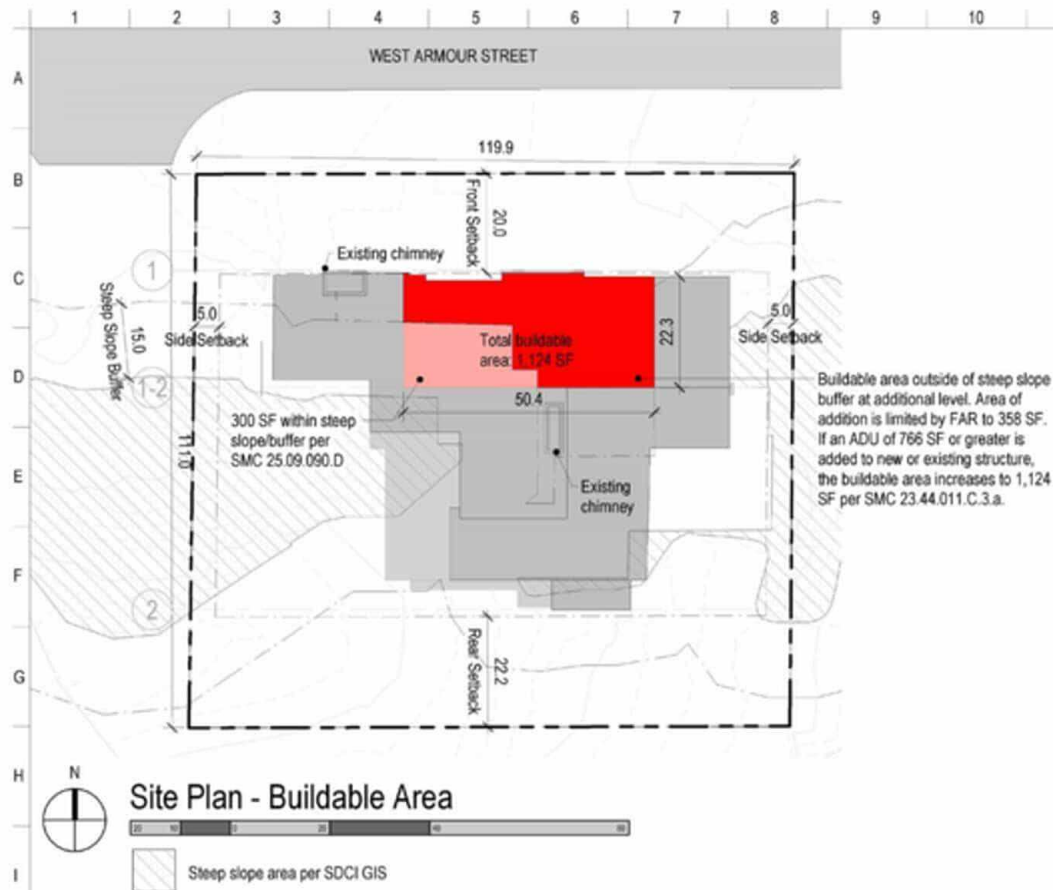 1 2 3 4 5 6 7 8 9 10
A
WEST ARMOUR STREET
119.9
B
Front Setback
20.0
Existing chimney
C
1
Steep Slope Buffer
15.0
5.0
Side Setback
5.0
Side Setback
22.3
Total buildable
area: 1,124 SF
D
1-2
50.4
Buildable area outside of steep slope
buffer at additional level. Area of
addition is limited by FAR to 358 SF.
If an ADU of 766 SF or greater is
added to new or existing structure,
the buildable area increases to 1,124
SF per SMC 23.44.011.C.3.a.
300 SF within steep
slope/buffer per
SMC 25.09.090.D
111.0
E
Existing
chimney
F
2
Rear Setback
22.2
G
H
N
Site Plan - Buildable Area
20 10 0 20 40
I
Steep slope area per SDCI GIS